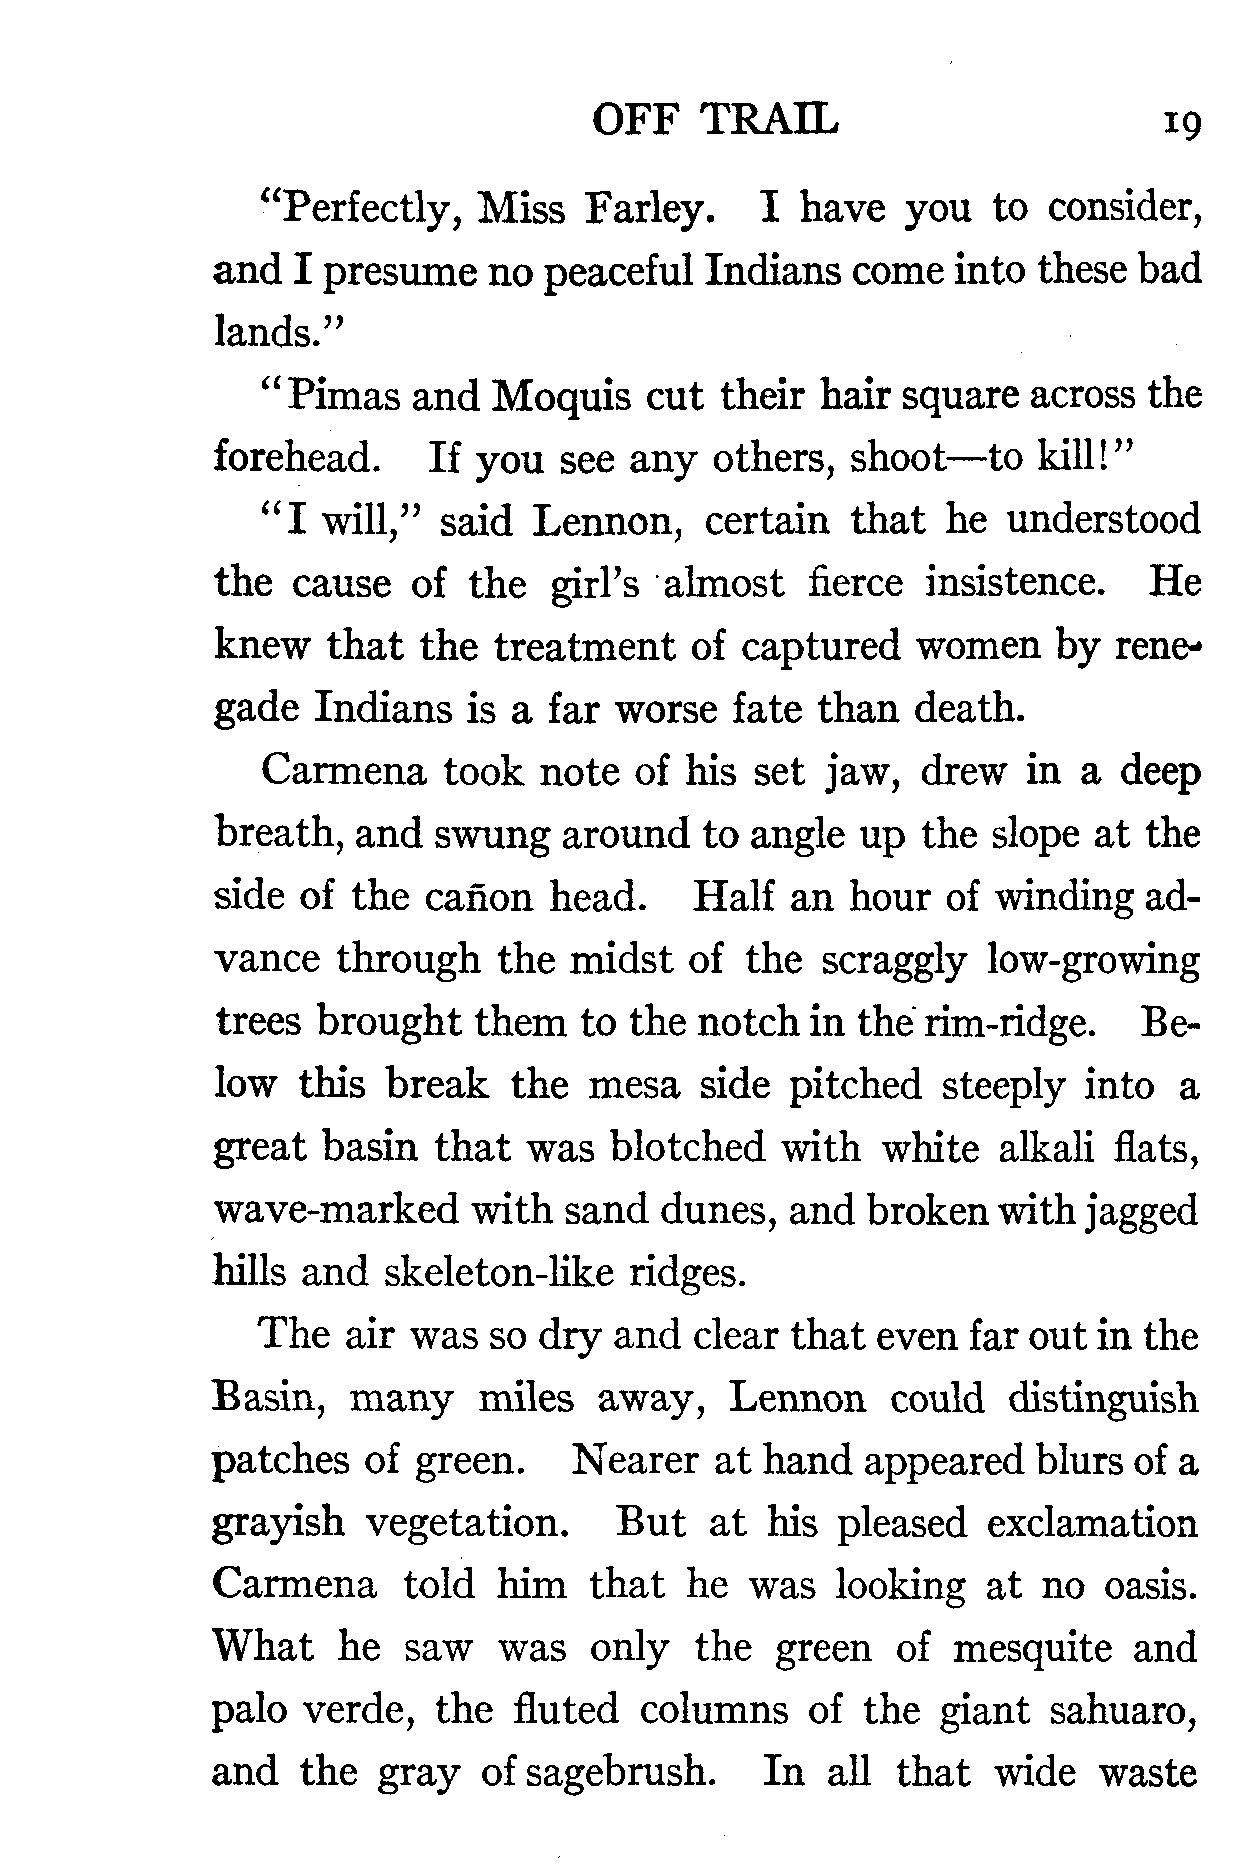 OFF TRAIL 19
“Perfectly, Miss Farley. I have you to consider,
and I presume no peaceful Indians come into these bad
lands.”
“Pimas and Moquis cut their hair square across the
forehead. If you see any others, shoot—to kill!”
“I will,” said Lennon, certain that he understood
the cause of the girl’s almost fierce insistence. He
knew that the treatment of captured women by rene-
gade Indians is a far worse fate than death.
Carmena took note of his set jaw, drew in a deep
breath, and swung around to angle up the slope at the
side of the cañon head. Half an hour of winding ad-
vance through the midst of the scraggly low-growing
trees brought them to the notch in the rim-ridge. Be-
low this break the mesa side pitched steeply into a
great basin that was blotched with white alkali flats,
wave-marked with sand dunes, and broken with jagged
hills and skeleton-like ridges.
The air was so dry and clear that even far out in the
Basin, many miles away, Lennon could distinguish
patches of green. Nearer at hand appeared blurs of a
grayish vegetation. But at his pleased exclamation
Carmena told him that he was looking at no oasis.
What he saw was only the green of mesquite and
palo verde, the fluted columns of the giant sahuaro,
and the gray of sagebrush. In all that wide waste